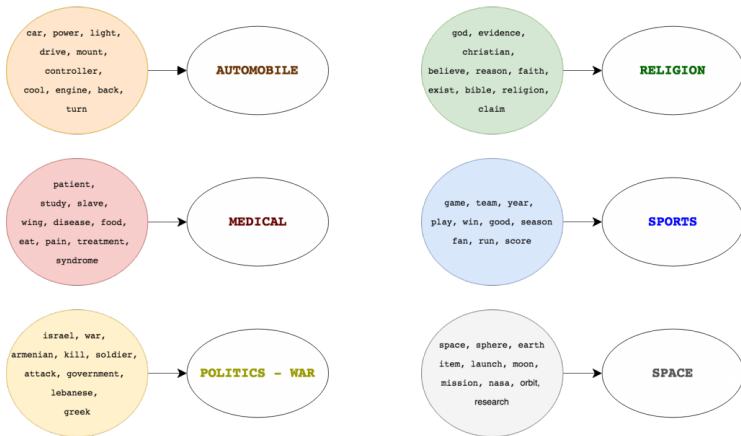 car, power, light,
drive, mount,
controller,
cool, engine, back,
turn
AUTOMOBILE
god, evidence,
christian,
believe, reason, faith,
exist, bible, religion,
claim
RELIGION
patient,
study, slave,
wing, disease, food,
eat, pain, treatment,
syndrome
MEDICAL
game, team, year,
play, win, good, season
fan, run, score
SPORTS
israel, war,
armenian, kill, soldier,
attack, government,
lebanese,
greek
POLITICS - WAR
space, sphere, earth
item, launch, moon,
mission, nasa, orbit,
research
SPACE